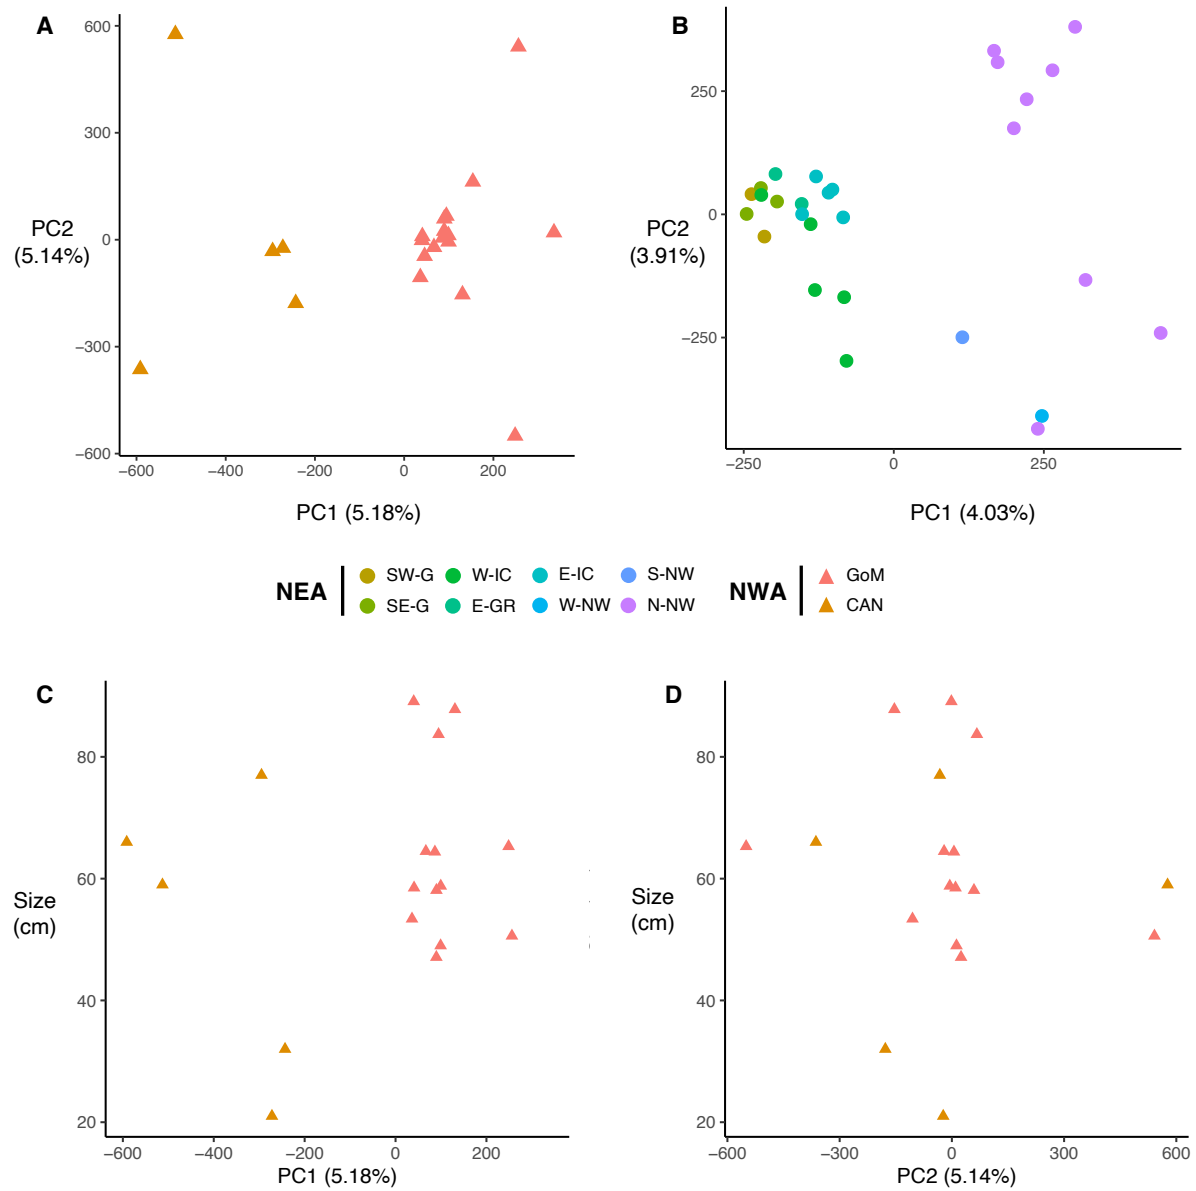 A
600
300
0
−300
−600
PC2
(5.14%)
−600 −400 −200 0 200
PC1 (5.18%)
B
250
0
−250
PC2
(3.91%)
−250 0 250
PC1 (4.03%)
NEA SW-G W-IC E-IC S-NW NWA GoM
SE-G E-GR W-NW N-NW CAN
C
80
60
40
20
Size
(cm)
−600 −400 −200 0 200
PC1 (5.18%)
D
80
60
40
20
Size
(cm)
−600 −300 0 300 600
PC2 (5.14%)